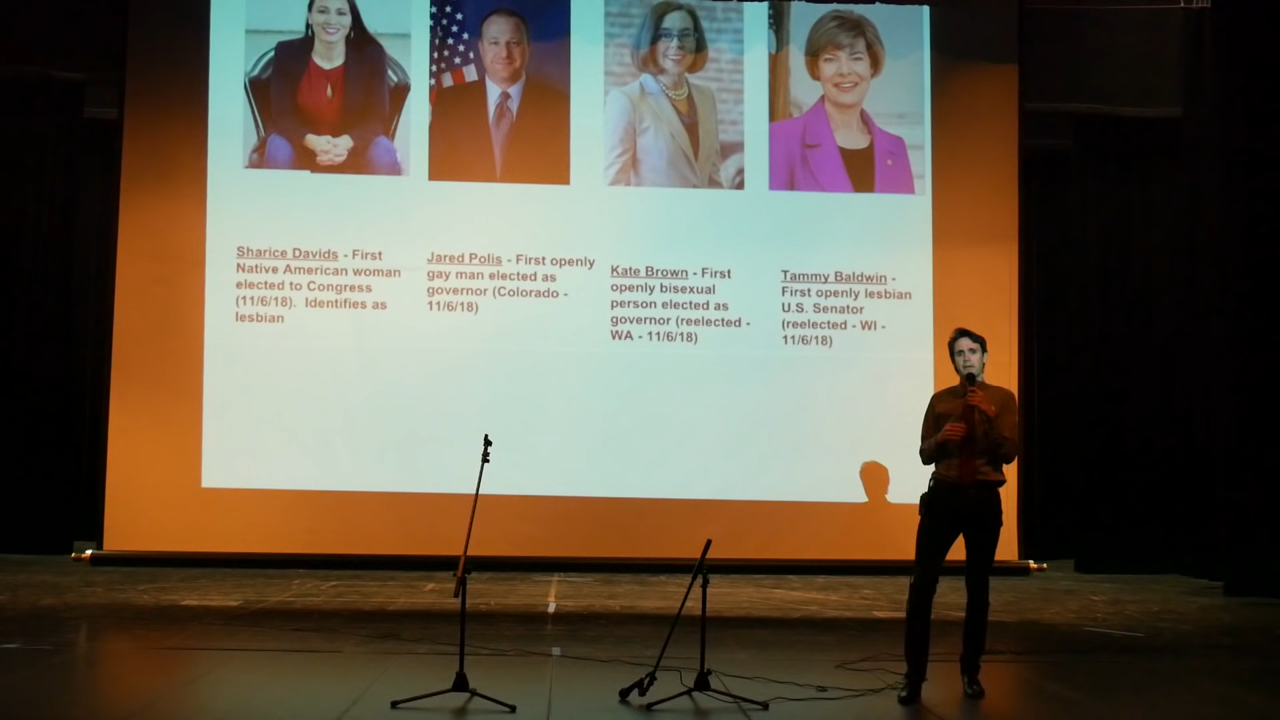 Sharice Davids - First
Native American woman
elected to Congress
(11/6/18). Identifies as
lesbian
Jared Polis - First openly
gay man elected as
governor (Colorado -
11/6/18)
Kate Brown - First
openly bisexual
person elected as
governor (reelected -
WA - 11/6/18)
Tammy Baldwin -
First openly lesbian
U.S. Senator
(reelected - WI -
11/6/18)